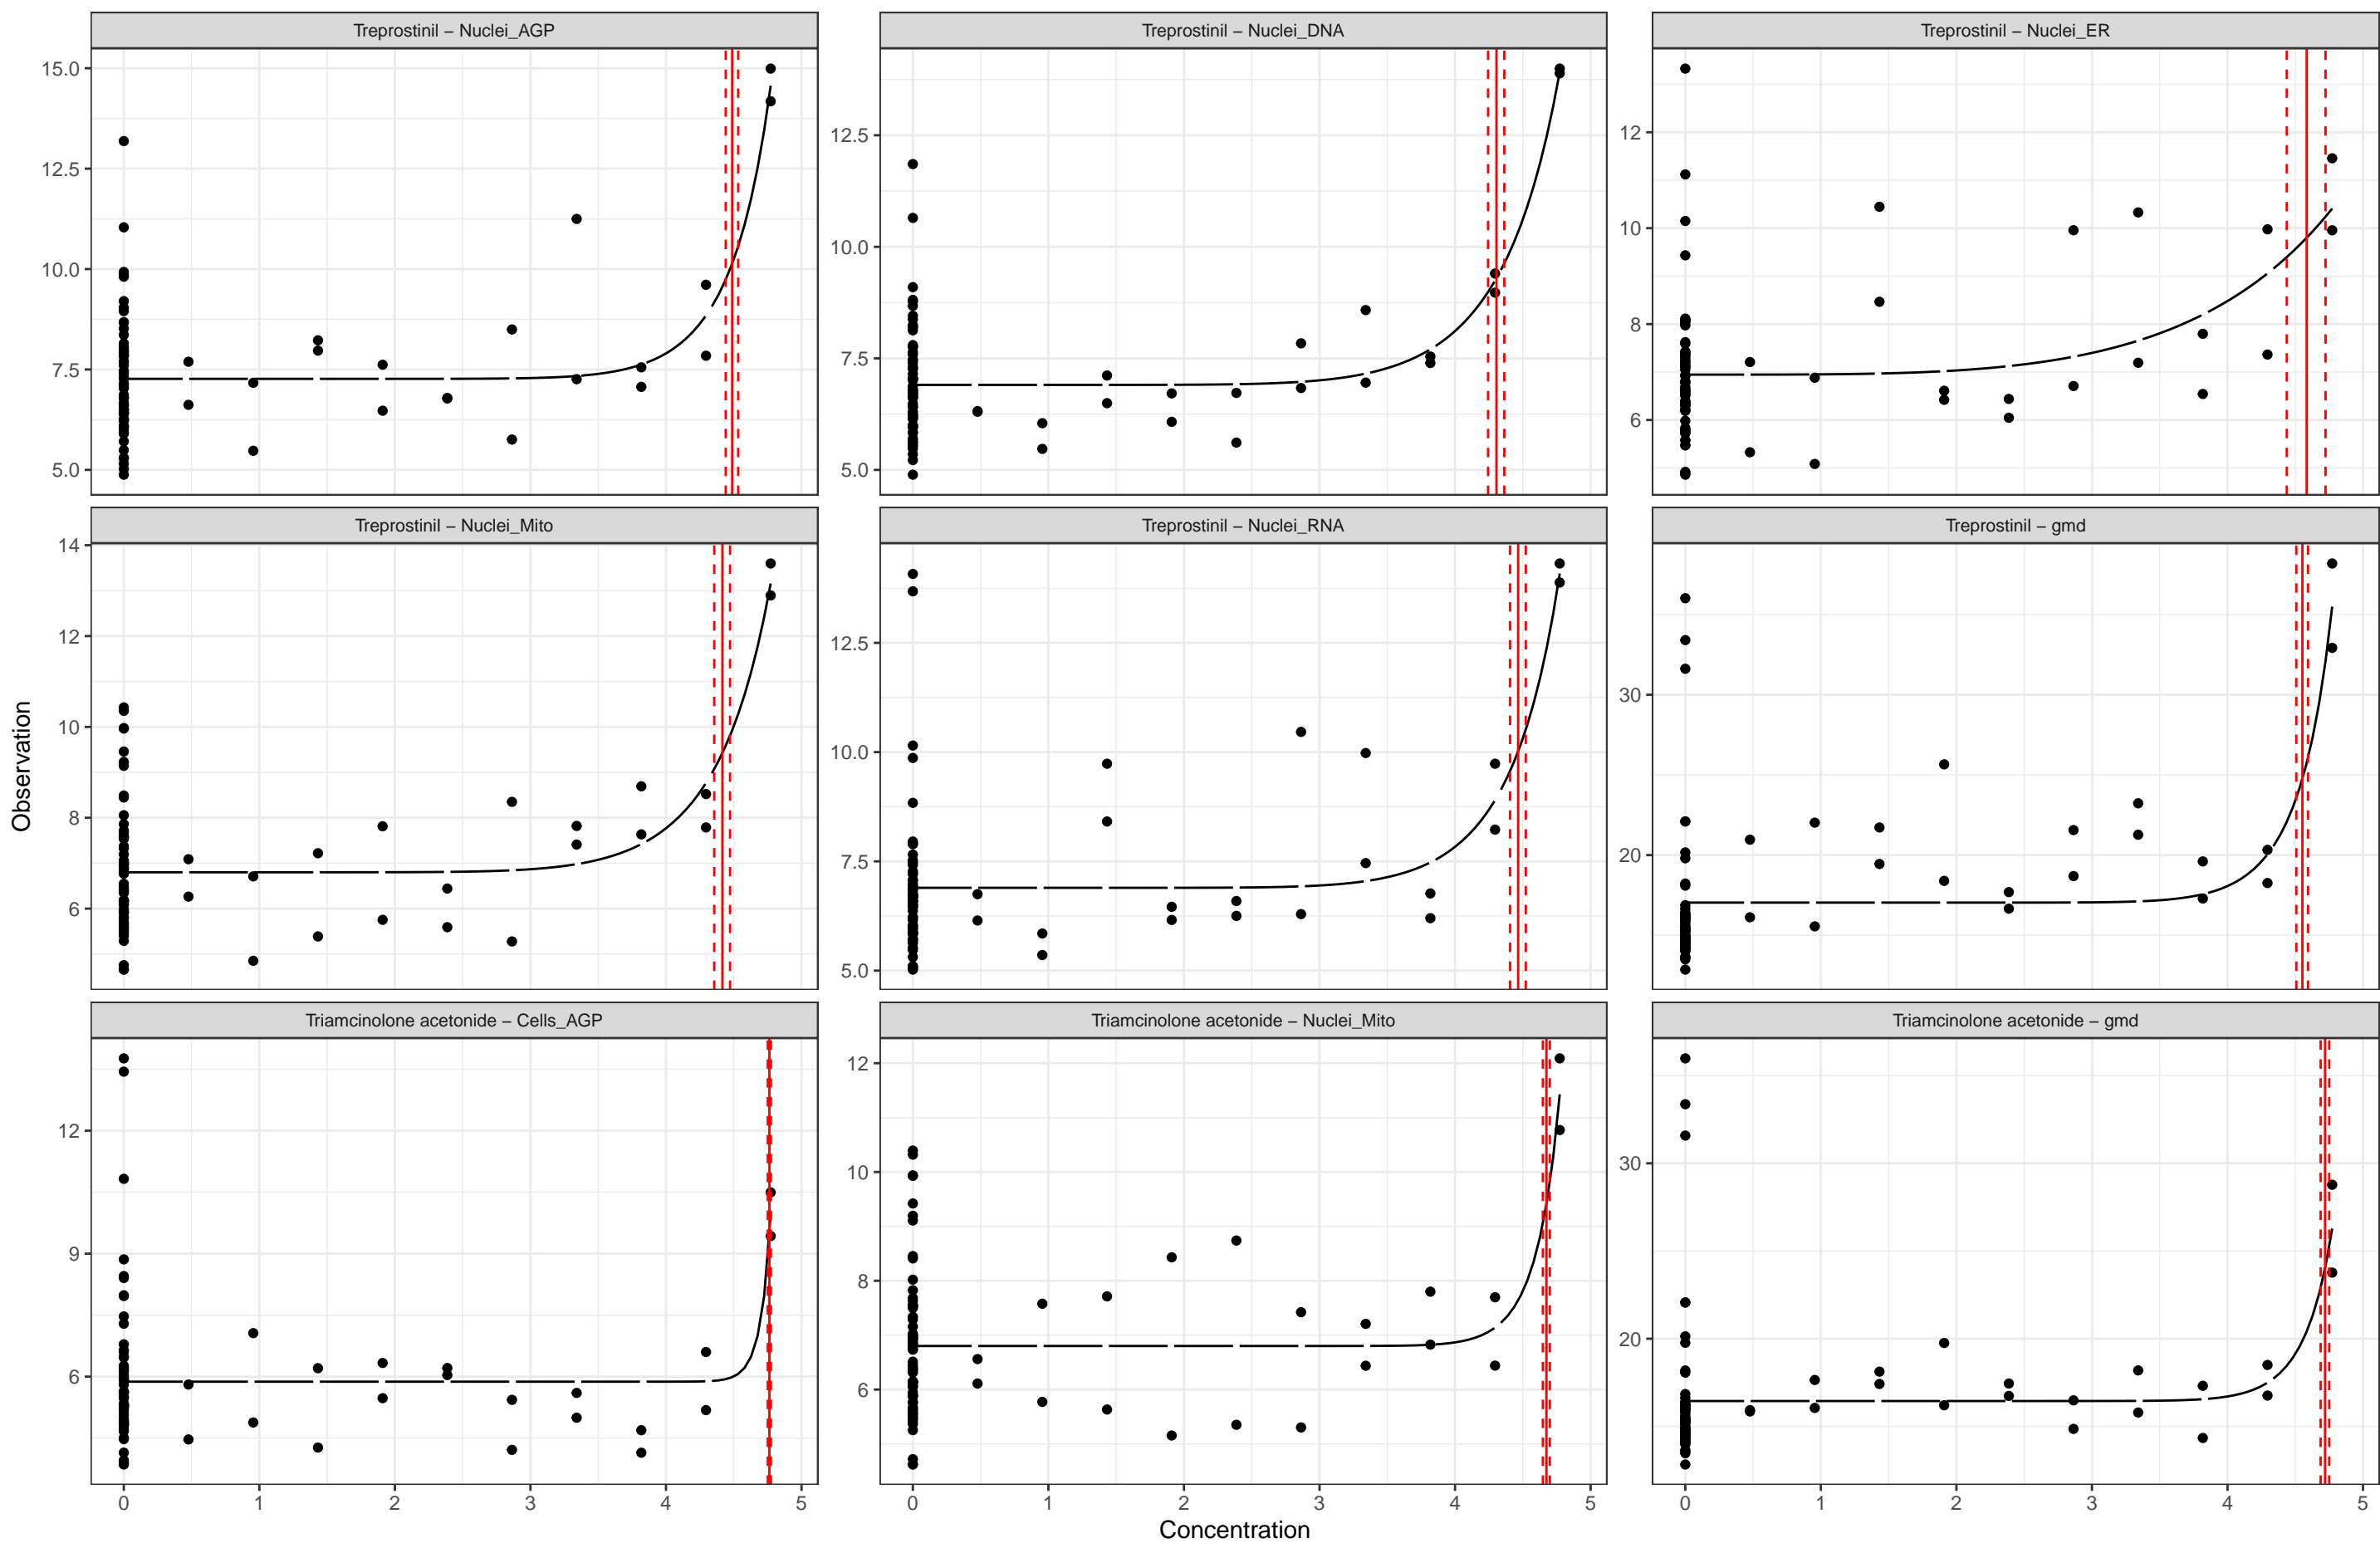 Treprostinil – Nuclei_AGP
Treprostinil – Nuclei_DNA
Treprostinil – Nuclei_ER
15.0
12.5
10.0
7.5
5.0
12.5
10.0
7.5
5.0
12
10
8
6
Treprostinil – Nuclei_Mito
Treprostinil – Nuclei_RNA
Treprostinil – gmd
14
12
10
8
6
12.5
10.0
7.5
5.0
30
20
Observation
Triamcinolone acetonide – Cells_AGP
Triamcinolone acetonide – Nuclei_Mito
Triamcinolone acetonide – gmd
12
9
6
12
10
8
6
30
20
0 1 2 3 4 5
0 1 2 3 4 5
0 1 2 3 4 5
Concentration